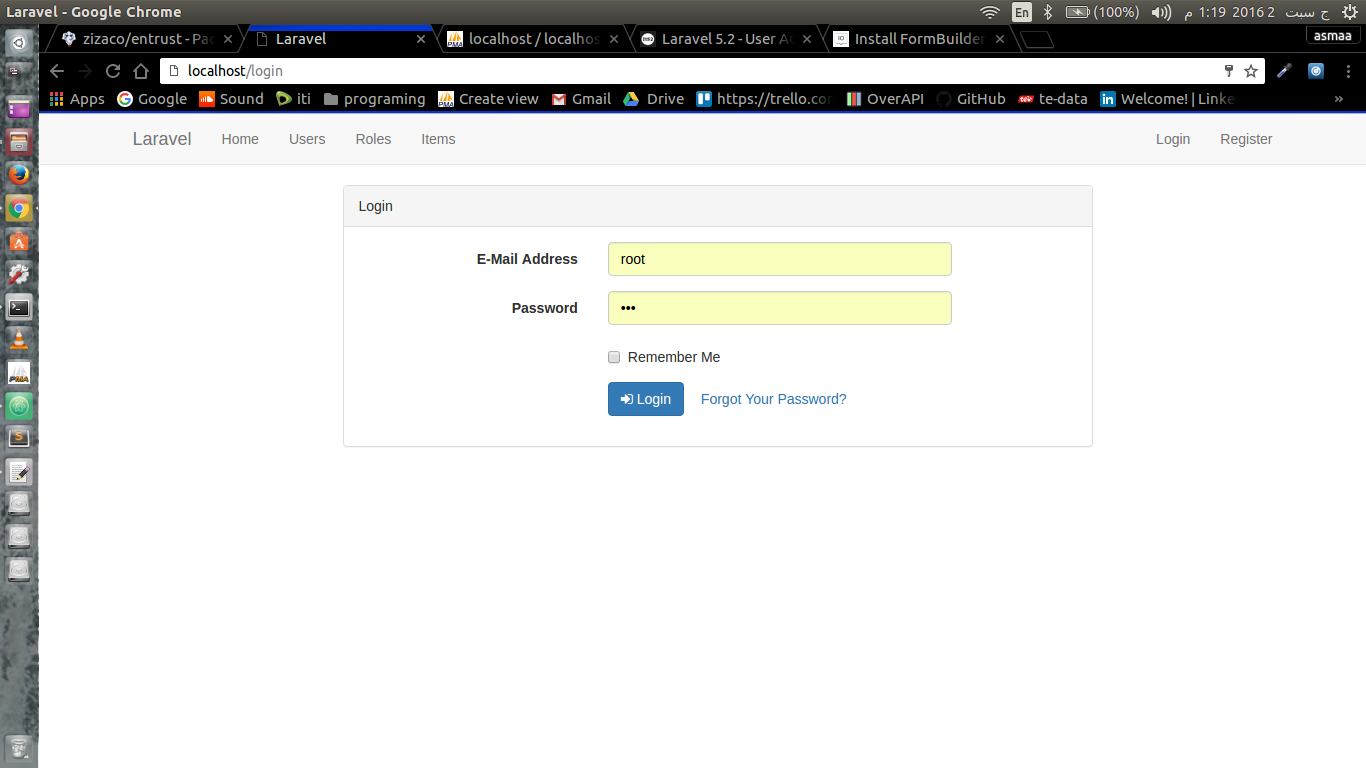 Laravel - Google Chrome
En (100%) م 1:19 2016 2 ج سبت
zizaco/entrust - Pac
Laravel
localhost / localhos
Laravel 5.2 - User AC
Install FormBuilder
asmaa
localhost/login
Apps Google Sound iti programing Create view Gmail Drive https://trello.com OverAPI GitHub te-data Welcome! | Linke »
Laravel Home Users Roles Items Login Register
Login
E-Mail Address root
Password •••
Remember Me
Login Forgot Your Password?